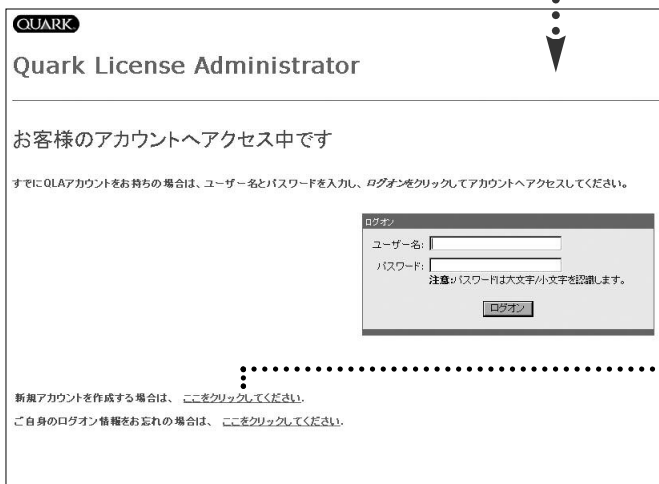 QUARK
Quark License Administrator
お客様のアカウントへアクセス中です
すでにQLAアカウントをお持ちの場合は、ユーザー名とパスワードを入力し、ログオンをクリックしてアカウントへアクセスしてください。
ログオン
ユーザー名:
パスワード:
注意:パスワードは大文字/小文字を認識します。
ログオン
新規アカウントを作成する場合は、 ここをクリックしてください.
ご自身のログオン情報をお忘れの場合は、 ここをクリックしてください.